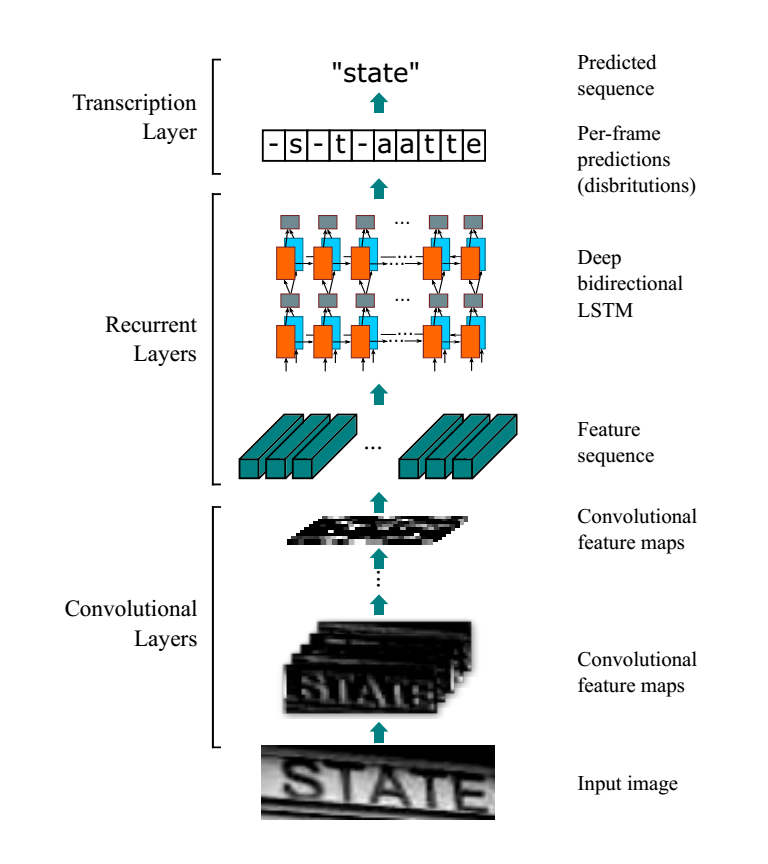 "state"
Predicted
sequence
Transcription
Layer
-s-t-aatte
Per-frame
predictions
(disbritutions)
...
Deep
bidirectional
LSTM
...
...
...
Recurrent
Layers
...
Feature
sequence
Convolutional
feature maps
...
Convolutional
Layers
STATE
Convolutional
feature maps
STATE
Input image